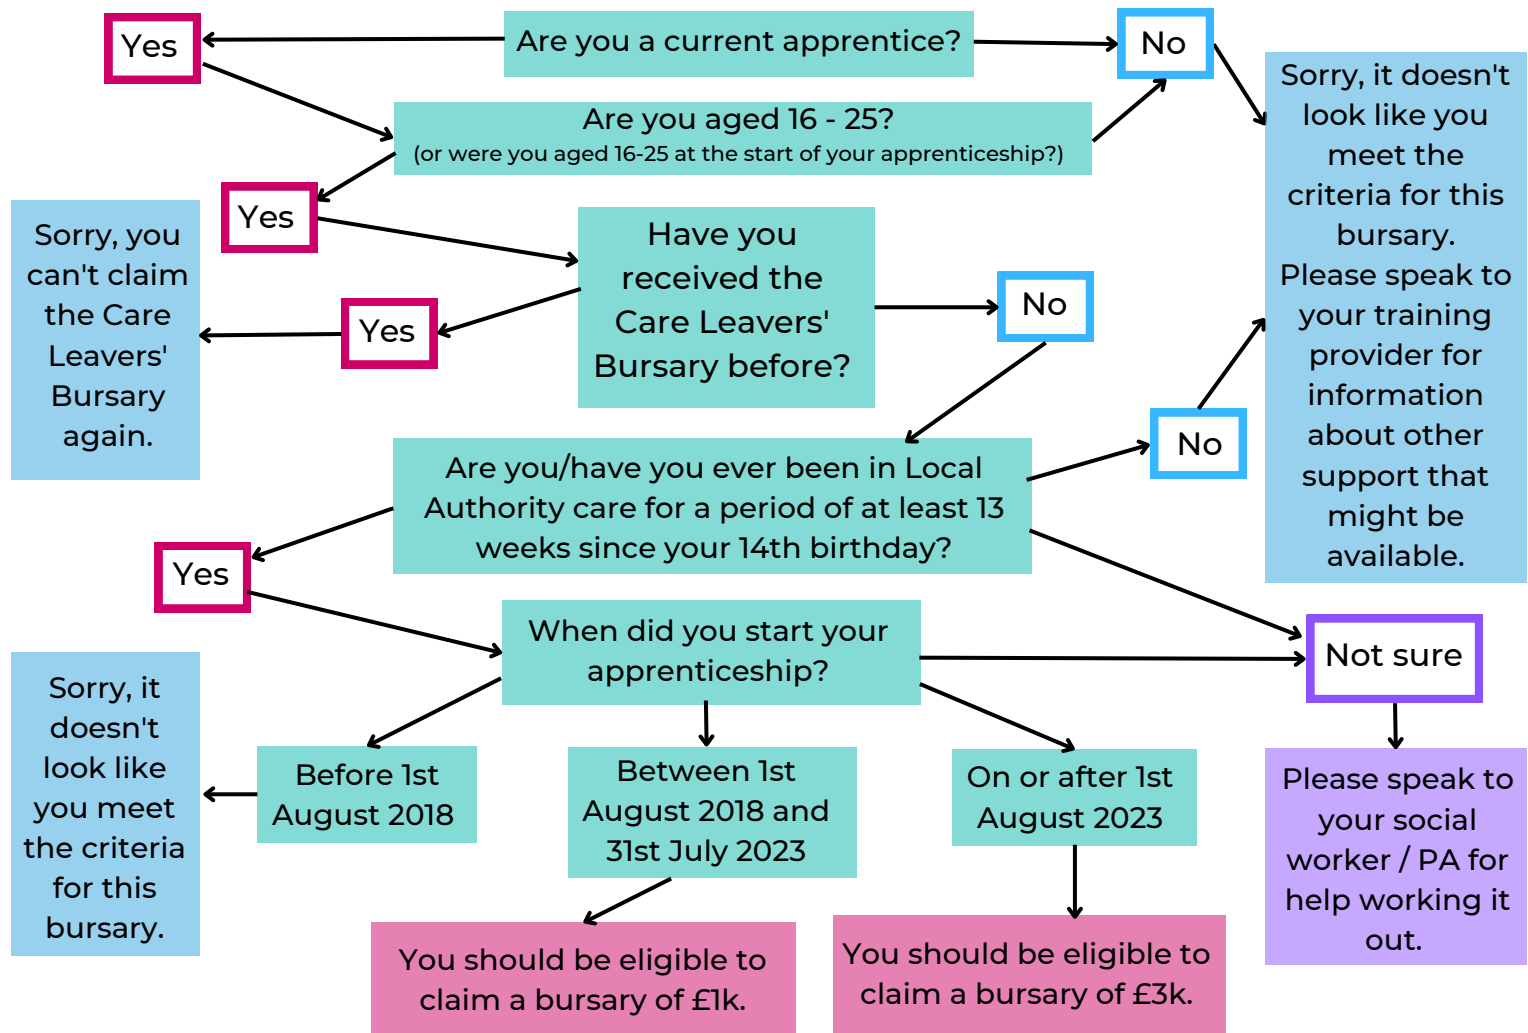 Are you a current apprentice?
Yes
No
Are you aged 16 - 25?
(or were you aged 16-25 at the start of your apprenticeship?)
Yes
Have you
received the
Care Leavers'
Bursary before?
Yes
No
Sorry, you
can't claim
the Care
Leavers'
Bursary
again.
Sorry, it doesn't
look like you
meet the
criteria for this
bursary.
Please speak to
your training
provider for
information
about other
support that
might be
available.
Are you/have you ever been in Local
Authority care for a period of at least 13
weeks since your 14th birthday?
No
Yes
Not sure
When did you start your
apprenticeship?
Before 1st
August 2018
Between 1st
August 2018 and
31st July 2023
On or after 1st
August 2023
Sorry, it
doesn't
look like
you meet
the criteria
for this
bursary.
You should be eligible to
claim a bursary of £1k.
You should be eligible to
claim a bursary of £3k.
Please speak to
your social
worker / PA for
help working it
out.